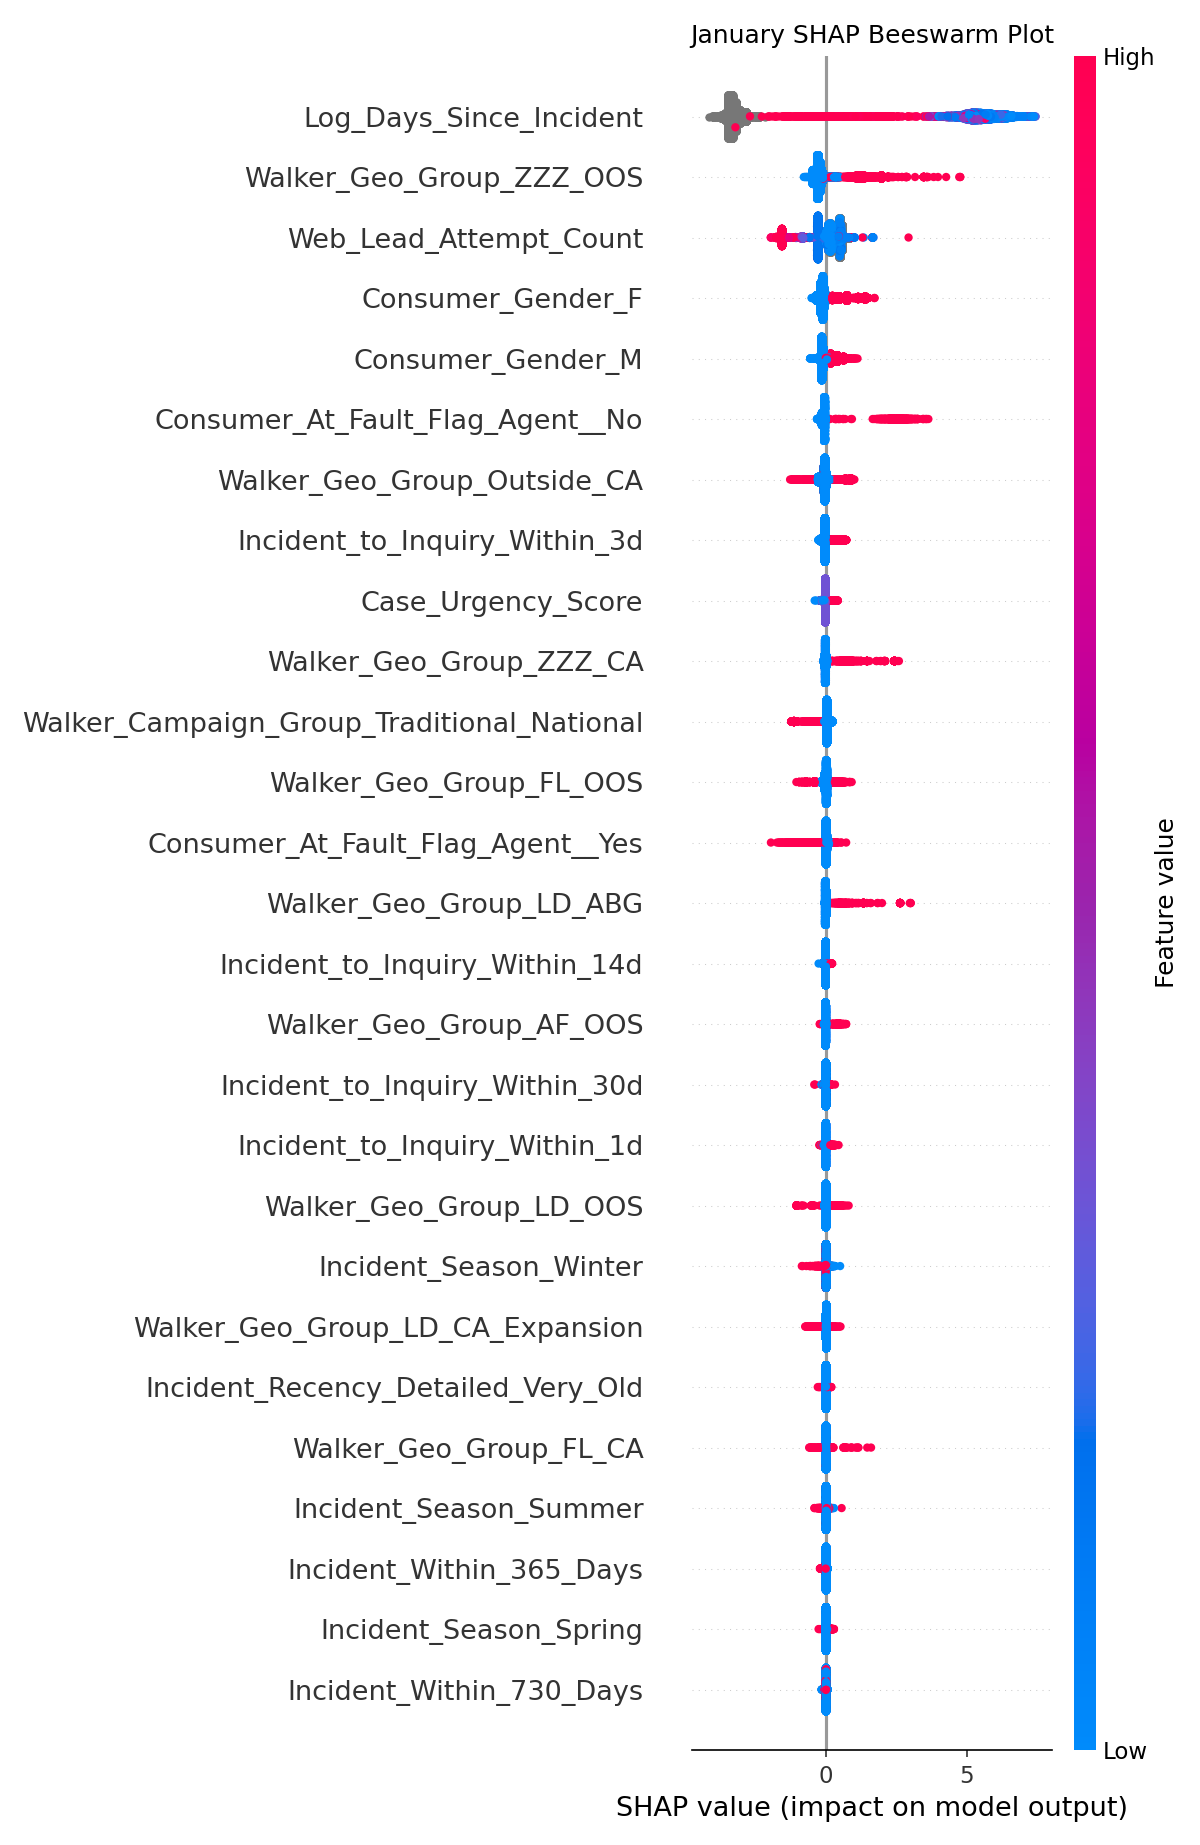 January SHAP Beeswarm Plot
High
Log_Days_Since_Incident
Walker_Geo_Group_ZZZ_OOS
Web_Lead_Attempt_Count
Consumer_Gender_F
Consumer_Gender_M
Consumer_At_Fault_Flag_Agent__No
Walker_Geo_Group_Outside_CA
Incident_to_Inquiry_Within_3d
Case_Urgency_Score
Walker_Geo_Group_ZZZ_CA
Walker_Campaign_Group_Traditional_National
Walker_Geo_Group_FL_OOS
Consumer_At_Fault_Flag_Agent__Yes
Walker_Geo_Group_LD_ABG
Incident_to_Inquiry_Within_14d
Walker_Geo_Group_AF_OOS
Incident_to_Inquiry_Within_30d
Incident_to_Inquiry_Within_1d
Walker_Geo_Group_LD_OOS
Incident_Season_Winter
Walker_Geo_Group_LD_CA_Expansion
Incident_Recency_Detailed_Very_Old
Walker_Geo_Group_FL_CA
Incident_Season_Summer
Incident_Within_365_Days
Incident_Season_Spring
Incident_Within_730_Days
Feature value
Low
0 5
SHAP value (impact on model output)